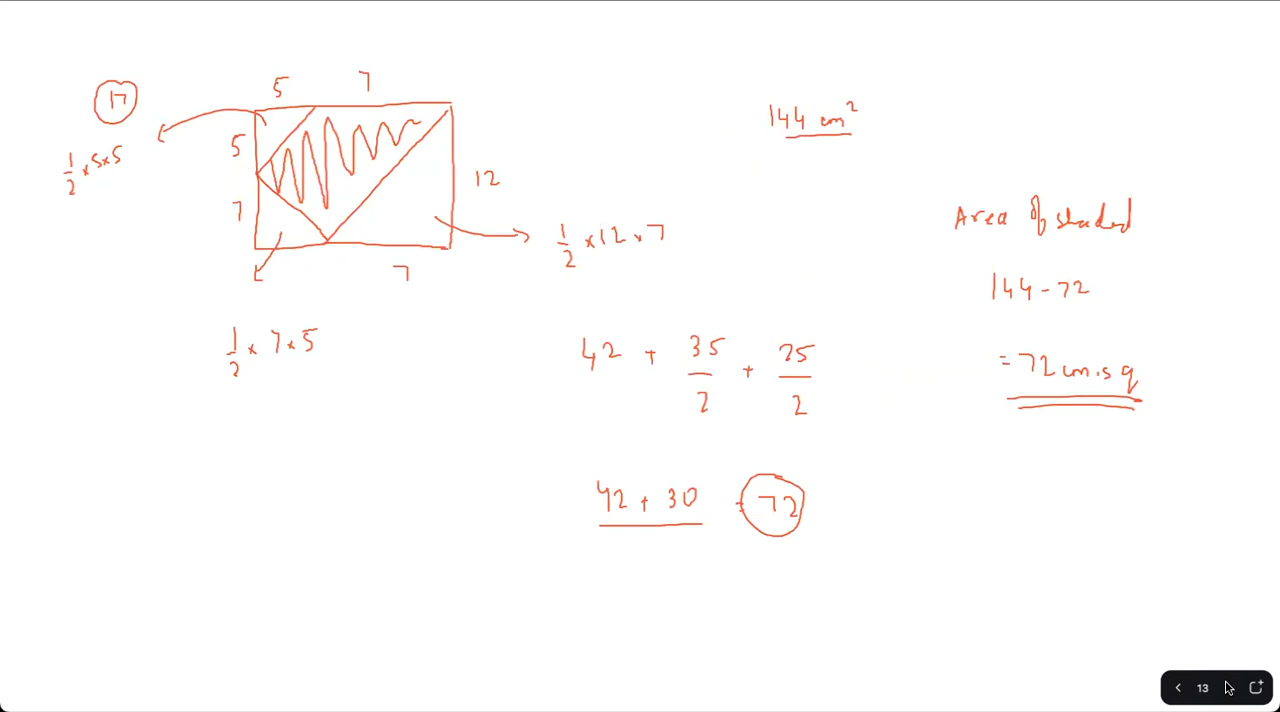 17
5 7
5
7
12
7
1/2 × 5×5
1/2 × 12 × 7
1/2 × 7 × 5
144 cm²
42 + 35/2 + 25/2
42 + 30 = 72
Area of shaded
144 - 72
= 72 cm.sq
13